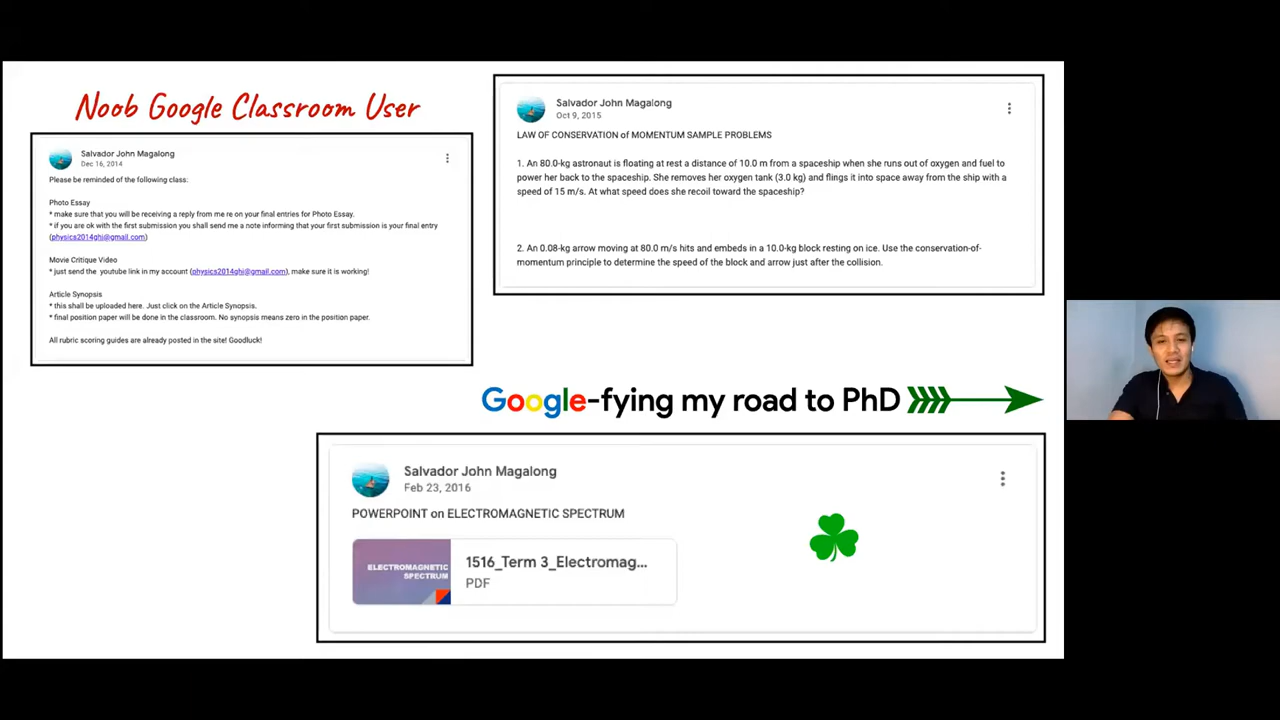 Noob Google Classroom User
Salvador John Magalong
Dec 16, 2014
Please be reminded of the following class:
Photo Essay
* make sure that you will be receiving a reply from me re on your final entries for Photo Essay.
* if you are ok with the first submission you shall send me a note informing that your first submission is your final entry
(physics2014ghj@gmail.com)
Movie Critique Video
* just send the youtube link in my account (physics2014ghj@gmail.com), make sure it is working!
Article Synopsis
* this shall be uploaded here. Just click on the Article Synopsis.
* final position paper will be done in the classroom. No synopsis means zero in the position paper.
All rubric scoring guides are already posted in the site! Goodluck!
Salvador John Magalong
Oct 9, 2015
LAW OF CONSERVATION of MOMENTUM SAMPLE PROBLEMS
1. An 80.0-kg astronaut is floating at rest a distance of 10.0 m from a spaceship when she runs out of oxygen and fuel to
power her back to the spaceship. She removes her oxygen tank (3.0 kg) and flings it into space away from the ship with a
speed of 15 m/s. At what speed does she recoil toward the spaceship?
2. An 0.08-kg arrow moving at 80.0 m/s hits and embeds in a 10.0-kg block resting on ice. Use the conservation-of-
momentum principle to determine the speed of the block and arrow just after the collision.
Google-fying my road to PhD
Salvador John Magalong
Feb 23, 2016
POWERPOINT on ELECTROMAGNETIC SPECTRUM
ELECTROMAGNETIC
SPECTRUM
1516_Term 3_Electromag...
PDF